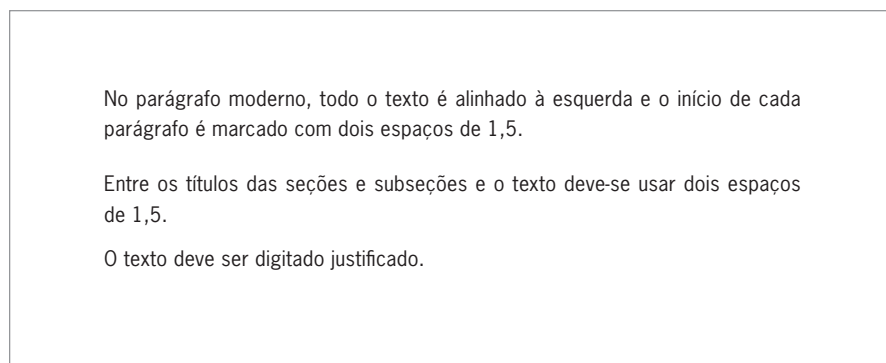 No parágrafo moderno, todo o texto é alinhado à esquerda e o início de cada
parágrafo é marcado com dois espaços de 1,5.
Entre os títulos das seções e subseções e o texto deve-se usar dois espaços
de 1,5.
O texto deve ser digitado justificado.